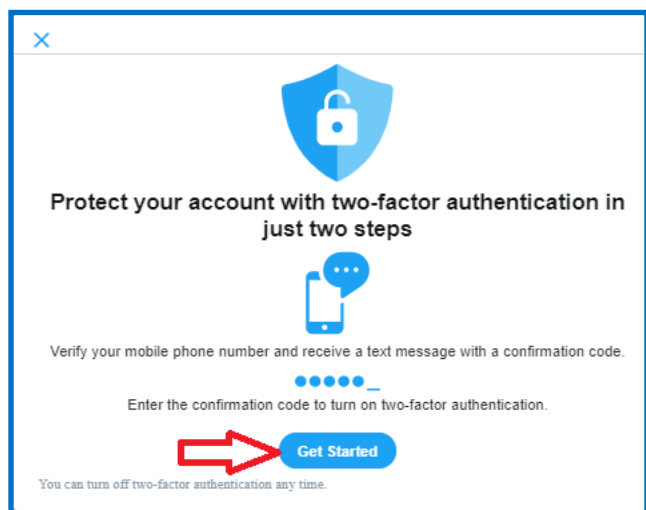 Protect your account with two-factor authentication in
just two steps
Verify your mobile phone number and receive a text message with a confirmation code.
Enter the confirmation code to turn on two-factor authentication.
Get Started
You can turn off two-factor authentication any time.